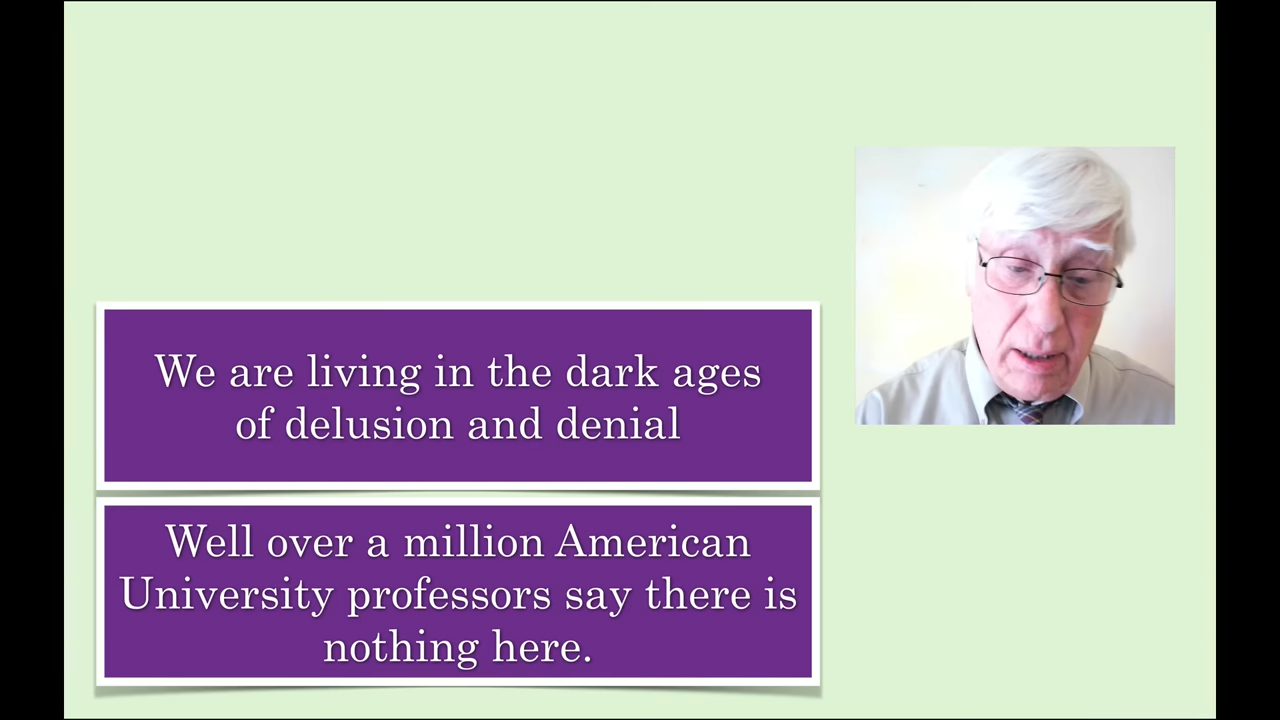 We are living in the dark ages
of delusion and denial
Well over a million American
University professors say there is
nothing here.